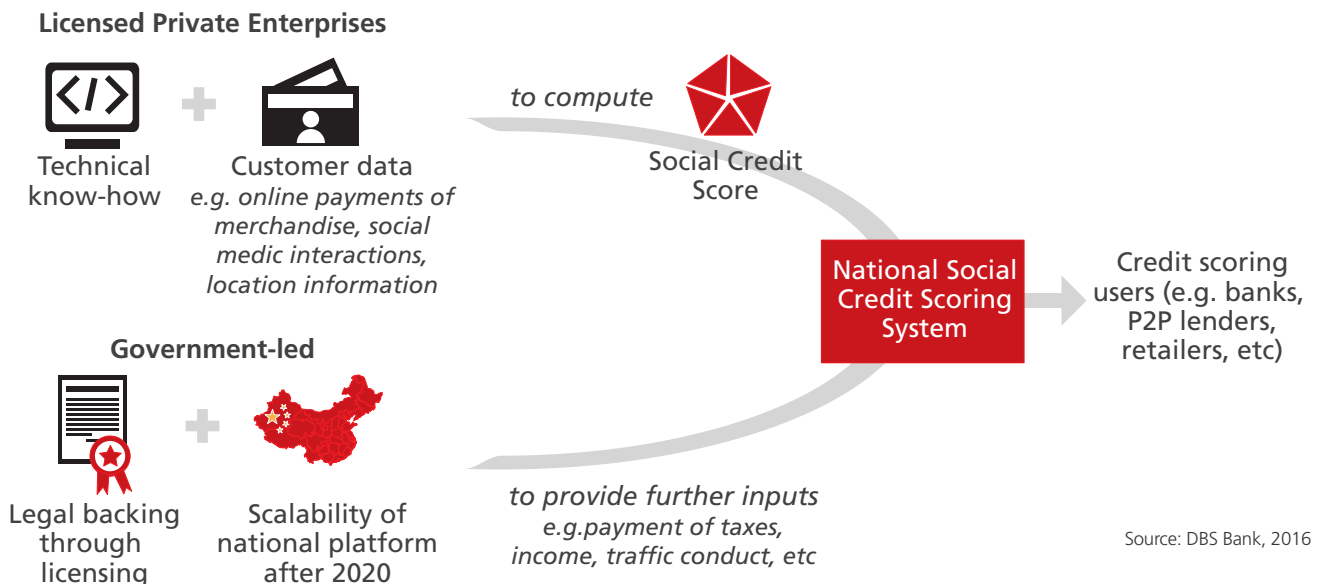 Licensed Private Enterprises
</>
Technical
know-how
Customer data
e.g. online payments of
merchandise, social
medic interactions,
location information
to compute
Social Credit
Score
Government-led
Legal backing
through
licensing
Scalability of
national platform
after 2020
to provide further inputs
e.g.payment of taxes,
income, traffic conduct, etc
National Social
Credit Scoring
System
Credit scoring
users (e.g. banks,
P2P lenders,
retailers, etc)
Source: DBS Bank, 2016